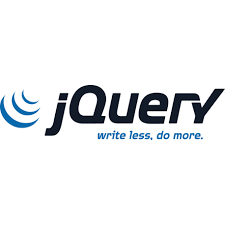 jQuery
write less, do more.